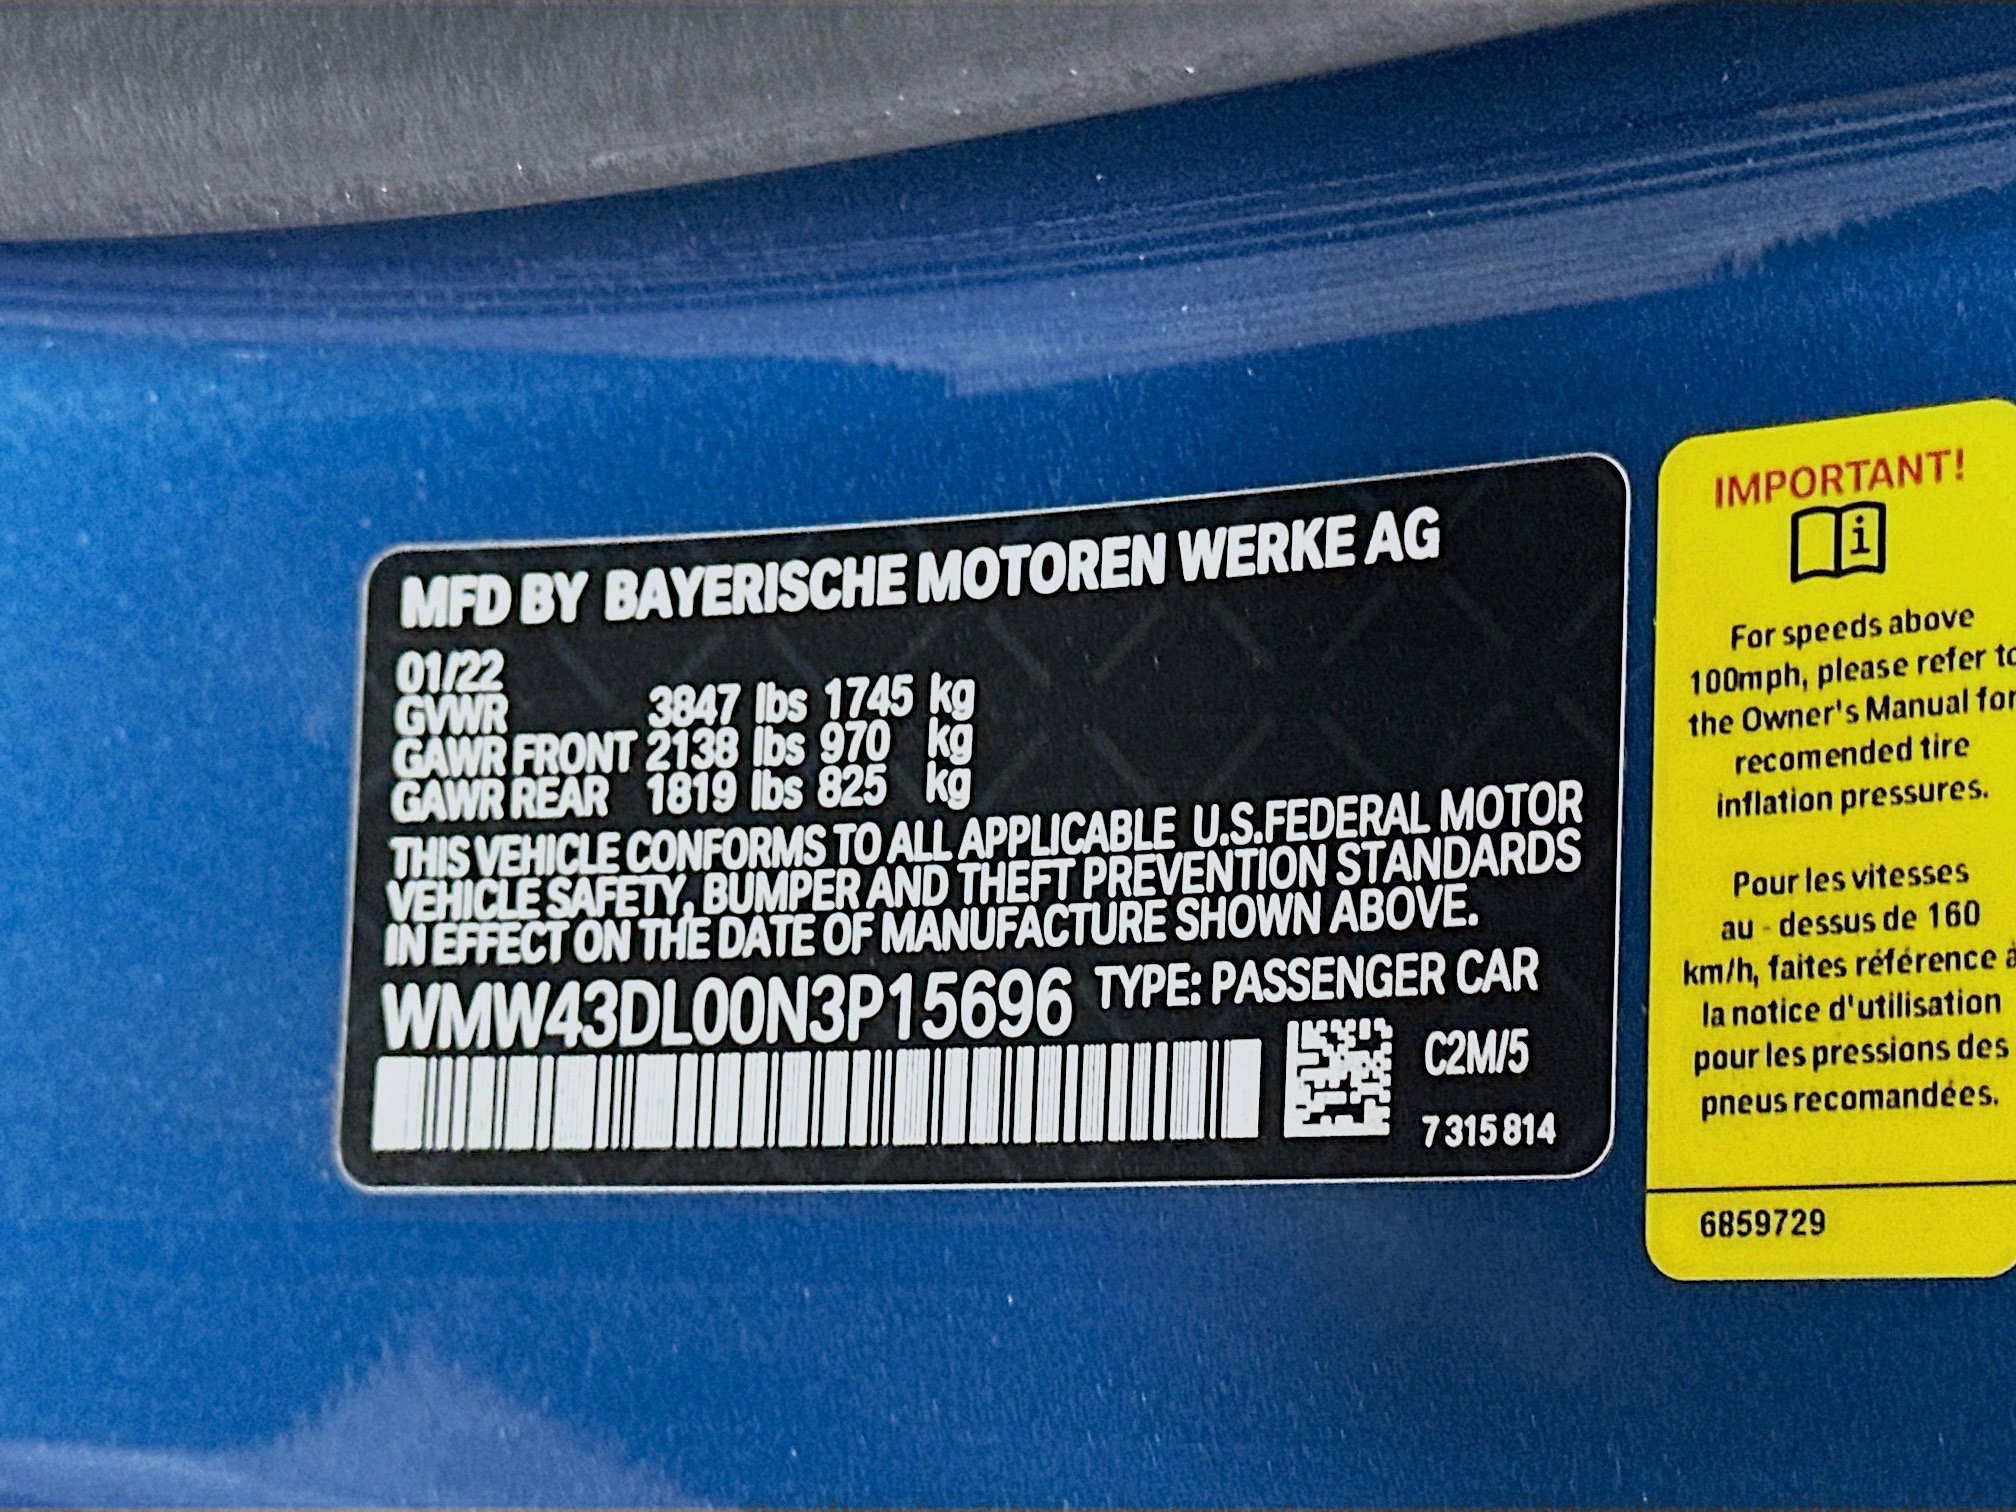 MFD BY BAYERISCHE MOTOREN WERKE AG
01/22
GVWR 3847 lbs 1745 kg
GAWR FRONT 2138 lbs 970 kg
GAWR REAR 1819 lbs 825 kg
THIS VEHICLE CONFORMS TO ALL APPLICABLE U.S.FEDERAL MOTOR
VEHICLE SAFETY, BUMPER AND THEFT PREVENTION STANDARDS
IN EFFECT ON THE DATE OF MANUFACTURE SHOWN ABOVE.
WMW43DL00N3P15696 TYPE: PASSENGER CAR
C2M/5
7 315 814
IMPORTANT!
i
For speeds above
100mph, please refer to
the Owner's Manual for
recomended tire
inflation pressures.
Pour les vitesses
au - dessus de 160
km/h, faites référence à
la notice d'utilisation
pour les pressions des
pneus recomandées.
6859729